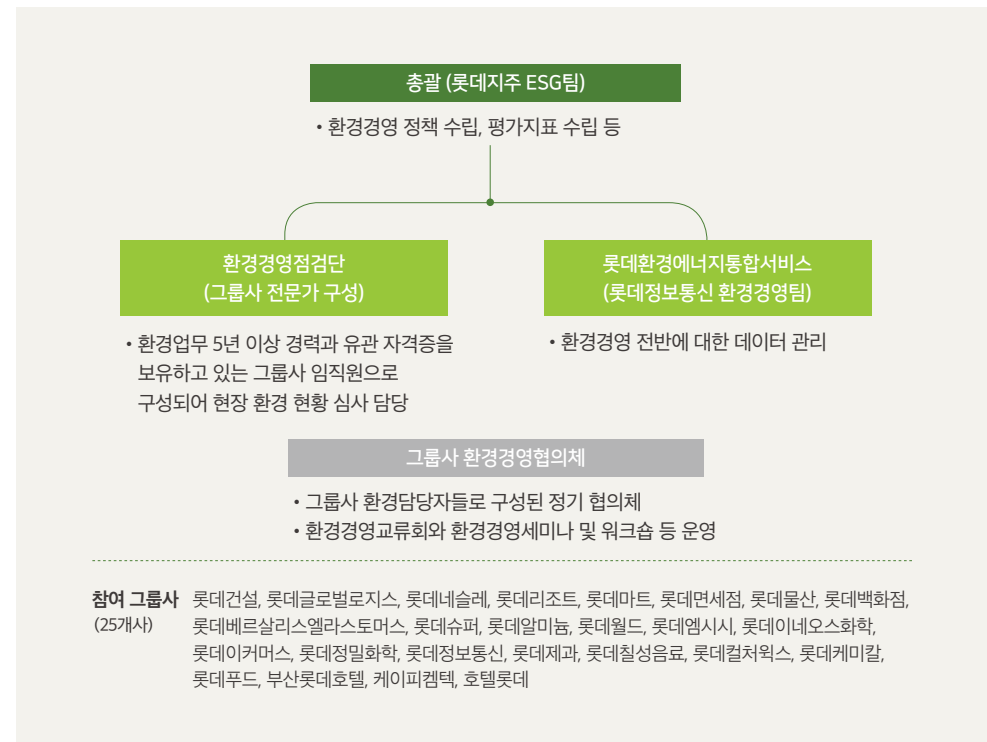 총괄 (롯데지주 ESG팀)
• 환경경영 정책 수립, 평가지표 수립 등
환경경영점검단
(그룹사 전문가 구성)
• 환경업무 5년 이상 경력과 유관 자격증을
보유하고 있는 그룹사 임직원으로
구성되어 현장 환경 현황 심사 담당
롯데환경에너지통합서비스
(롯데정보통신 환경경영팀)
• 환경경영 전반에 대한 데이터 관리
그룹사 환경경영협의체
• 그룹사 환경담당자들로 구성된 정기 협의체
• 환경경영교류회와 환경경영세미나 및 워크숍 등 운영
참여 그룹사
(25개사)
롯데건설, 롯데글로벌로지스, 롯데네슬레, 롯데리조트, 롯데마트, 롯데면세점, 롯데물산, 롯데백화점,
롯데베르살리스엘라스토머스, 롯데슈퍼, 롯데알미늄, 롯데월드, 롯데엠시시, 롯데이네오스화학,
롯데이커머스, 롯데정밀화학, 롯데정보통신, 롯데제과, 롯데칠성음료, 롯데컬처웍스, 롯데케미칼,
롯데푸드, 부산롯데호텔, 케이피켐텍, 호텔롯데